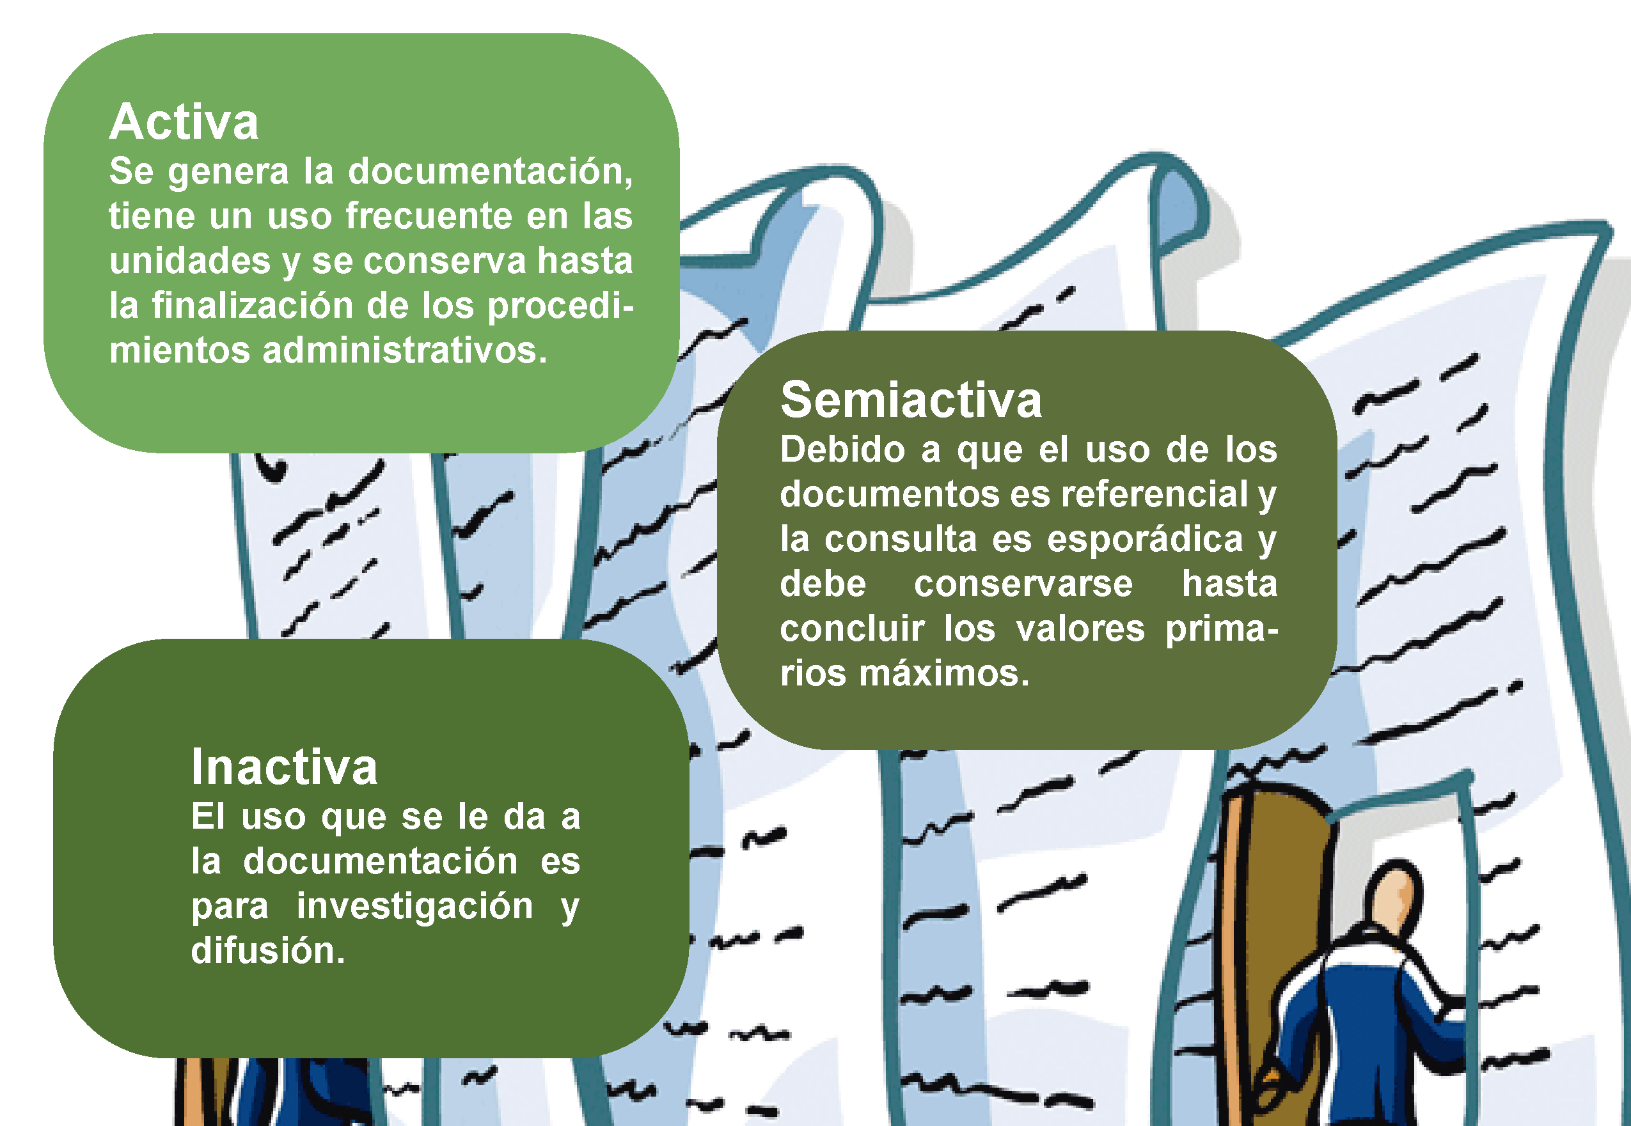 Activa
Se genera la documentación,
tiene un uso frecuente en las
unidades y se conserva hasta
la finalización de los procedi-
mientos administrativos.
Semiactiva
Debido a que el uso de los
documentos es referencial y
la consulta es esporádica y
debe conservarse hasta
concluir los valores prima-
rios máximos.
Inactiva
El uso que se le da a
la documentación es
para investigación y
difusión.